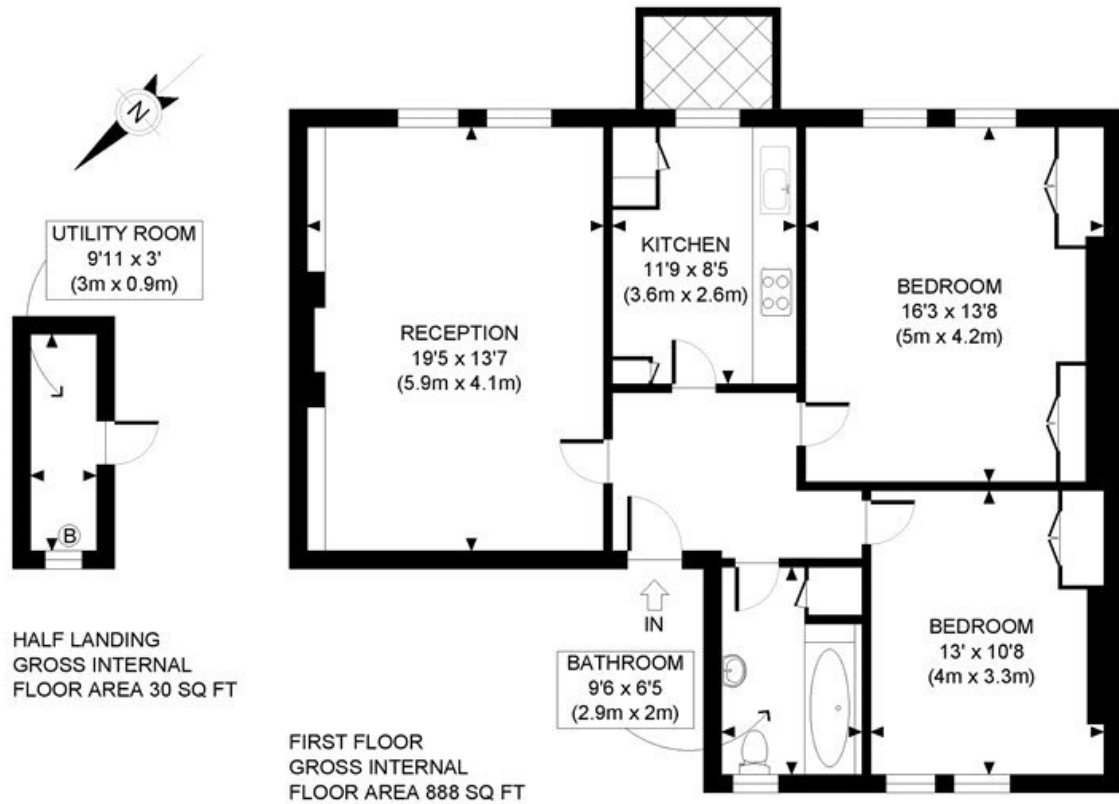 N
UTILITY ROOM
9'11 x 3'
(3m x 0.9m)
B
HALF LANDING
GROSS INTERNAL
FLOOR AREA 30 SQ FT
RECEPTION
19'5 x 13'7
(5.9m x 4.1m)
KITCHEN
11'9 x 8'5
(3.6m x 2.6m)
BEDROOM
16'3 x 13'8
(5m x 4.2m)
IN
BATHROOM
9'6 x 6'5
(2.9m x 2m)
BEDROOM
13' x 10'8
(4m x 3.3m)
FIRST FLOOR
GROSS INTERNAL
FLOOR AREA 888 SQ FT